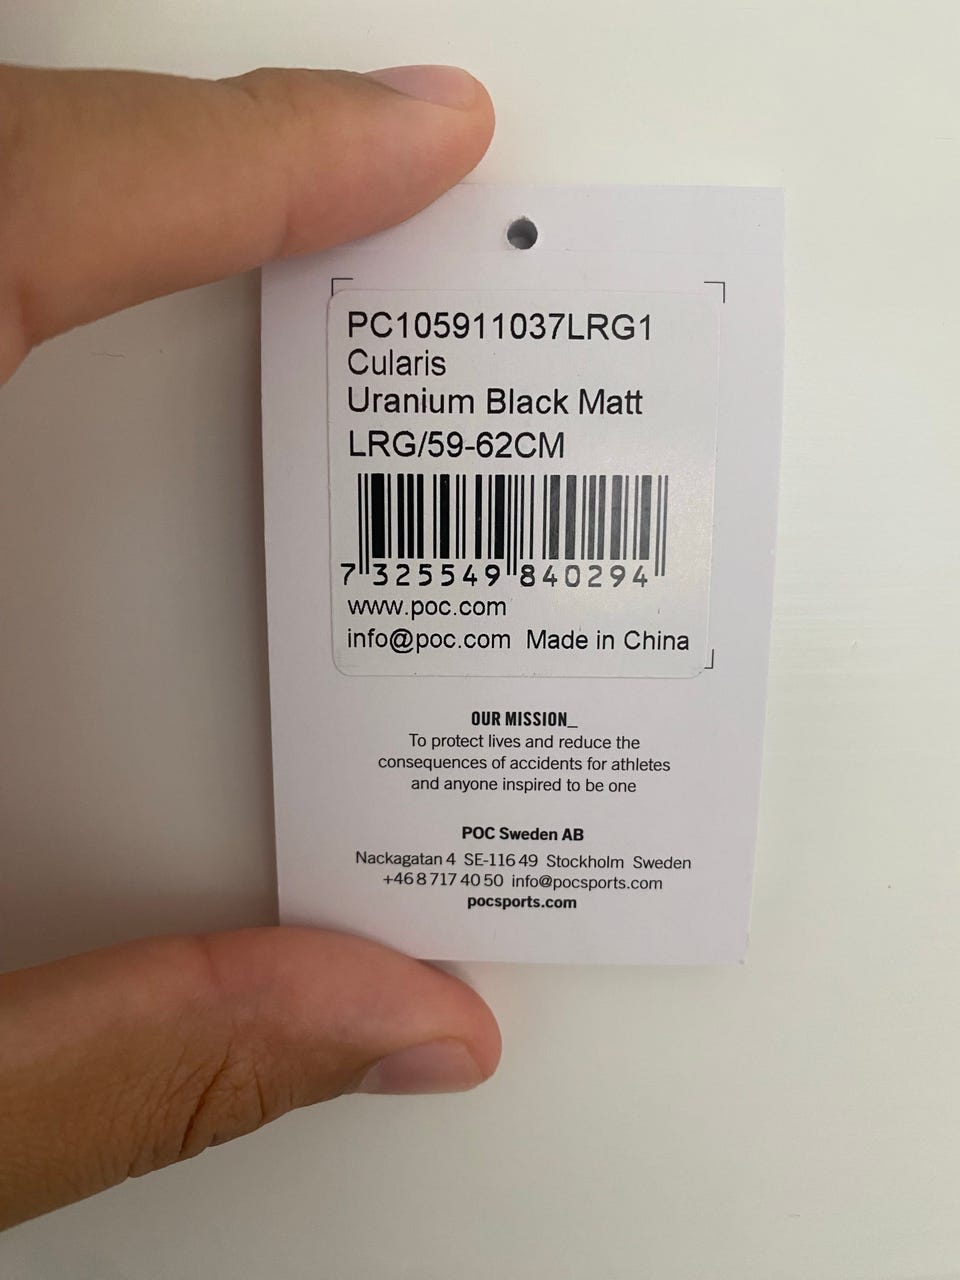 PC105911037LRG1
Cularis
Uranium Black Matt
LRG/59-62CM
7 325549 840294
www.poc.com
info@poc.com Made in China
OUR MISSION_
To protect lives and reduce the
consequences of accidents for athletes
and anyone inspired to be one
POC Sweden AB
Nackagatan 4 SE-116 49 Stockholm Sweden
+46 8 717 40 50 info@pocsports.com
pocsports.com